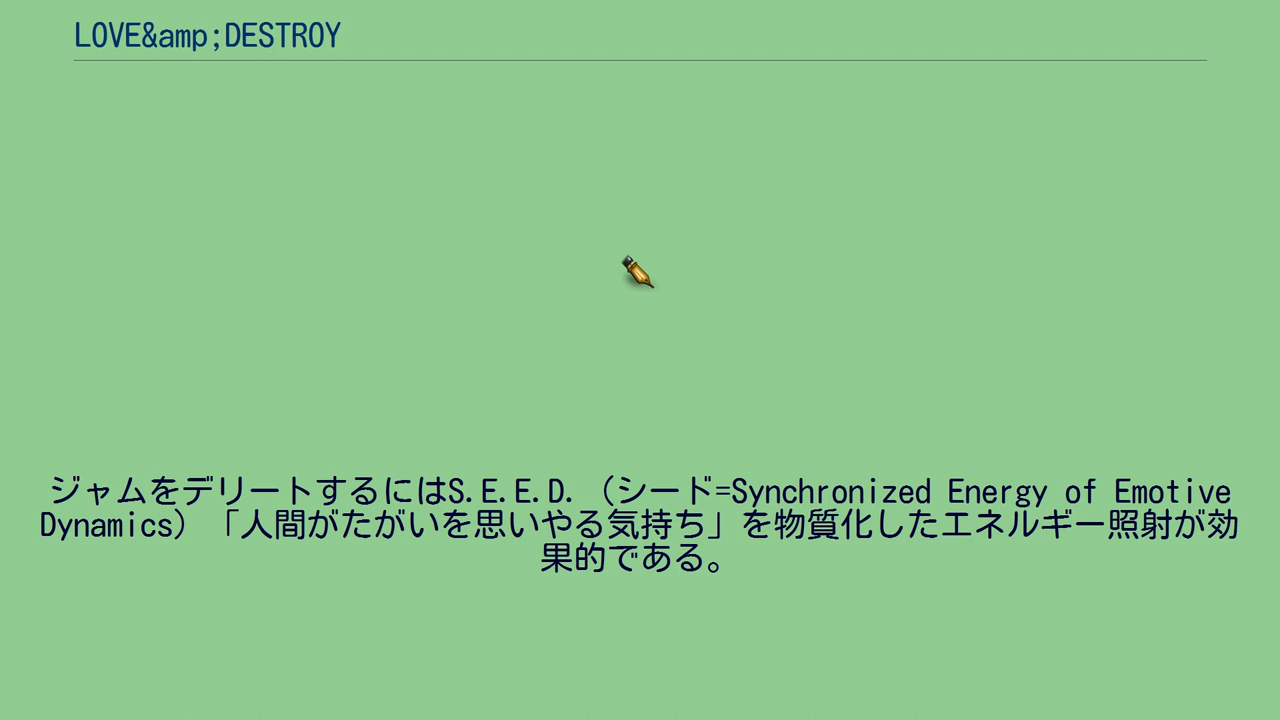 LOVE&amp;DESTROY
ジャムをデリートするにはS.E.E.D.（シード=Synchronized Energy of Emotive
Dynamics）「人間がたがいを思いやる気持ち」を物質化したエネルギー照射が効
果的である。